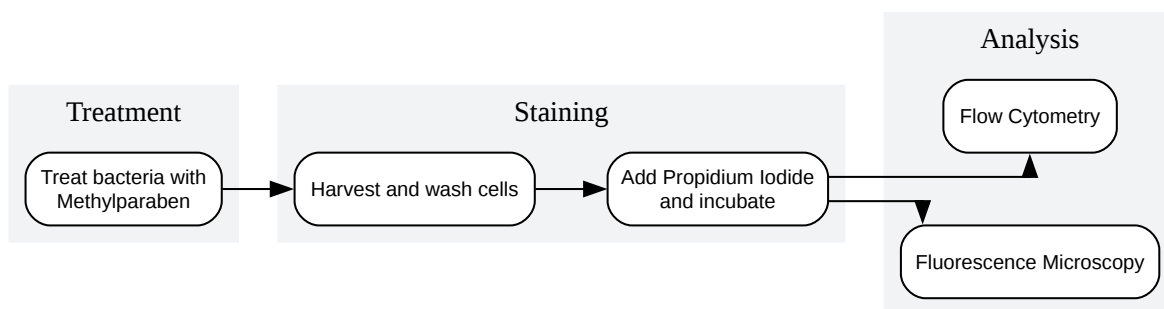 Treatment
Treat bacteria with
Methylparaben
Staining
Harvest and wash cells
Add Propidium Iodide
and incubate
Analysis
Flow Cytometry
Fluorescence Microscopy